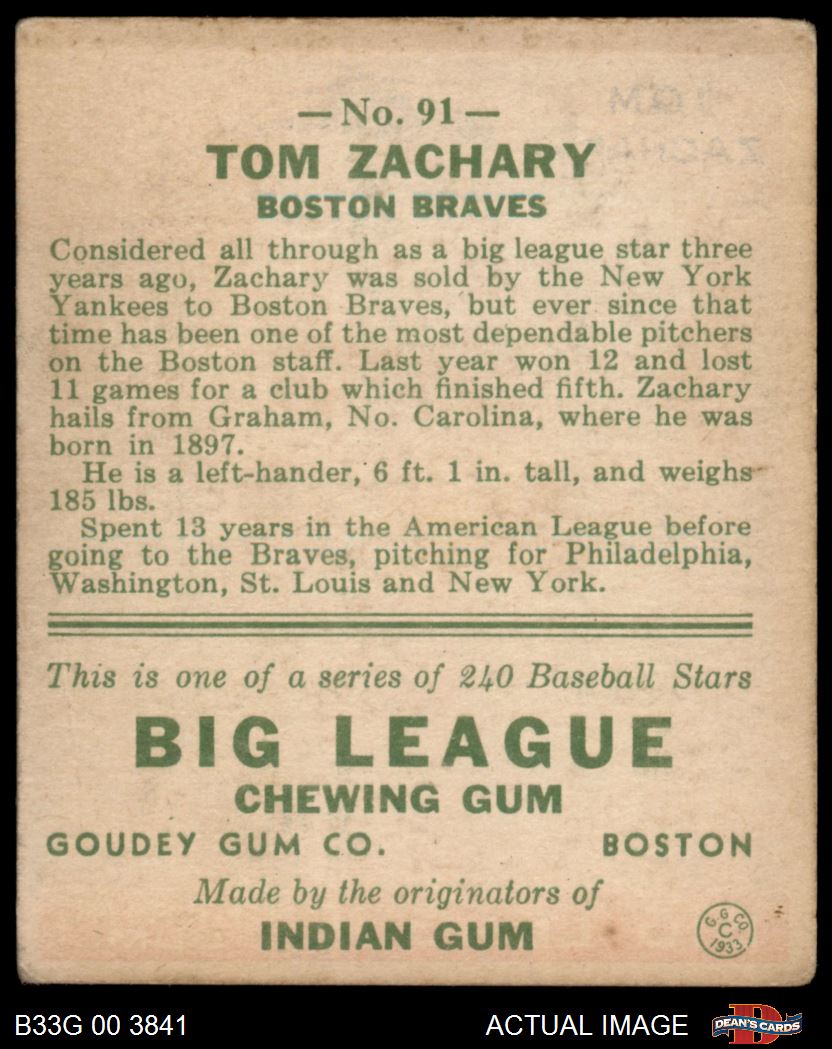 — No. 91 —
TOM ZACHARY
BOSTON BRAVES
Considered all through as a big league star three
years ago, Zachary was sold by the New York
Yankees to Boston Braves, but ever since that
time has been one of the most dependable pitchers
on the Boston staff. Last year won 12 and lost
11 games for a club which finished fifth. Zachary
hails from Graham, No. Carolina, where he was
born in 1897.
He is a left-hander, 6 ft. 1 in. tall, and weighs
185 lbs.
Spent 13 years in the American League before
going to the Braves, pitching for Philadelphia,
Washington, St. Louis and New York.
This is one of a series of 240 Baseball Stars
BIG LEAGUE
CHEWING GUM
GOUDEY GUM CO. BOSTON
Made by the originators of
INDIAN GUM
G. G. CO.
C
1933
B33G 00 3841
ACTUAL IMAGE
D
DEAN'S CARDS